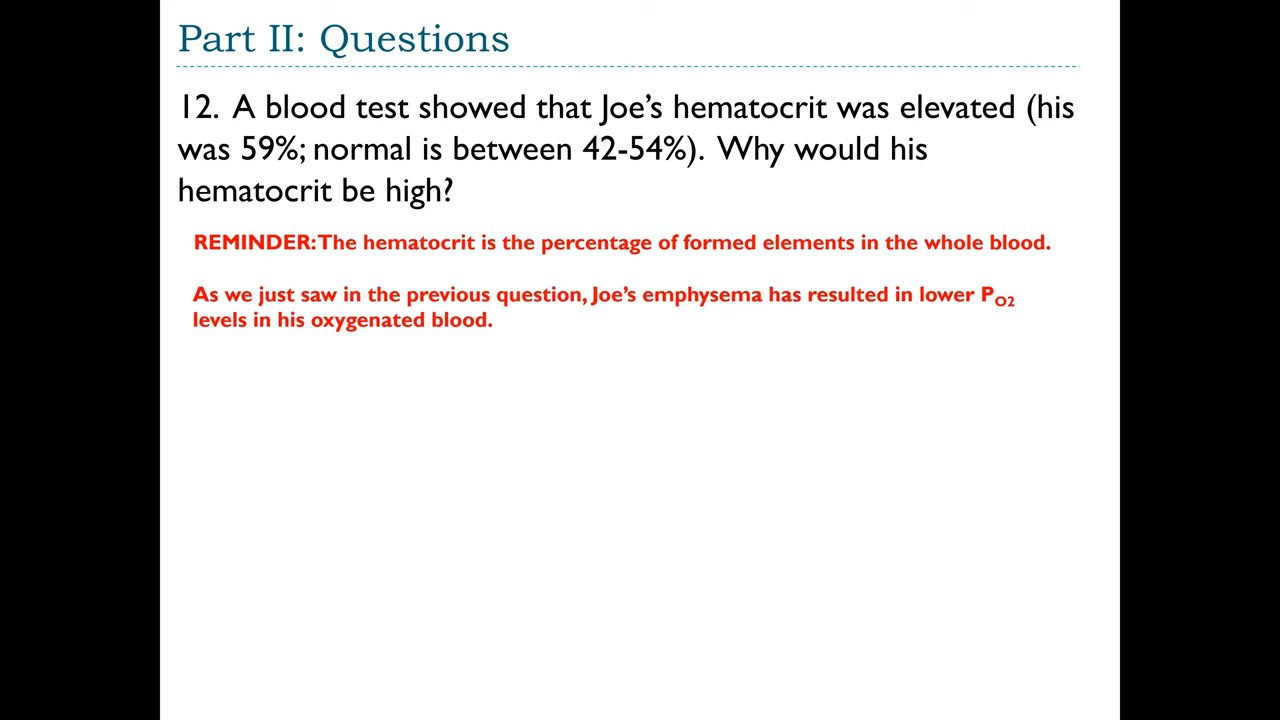 Part II: Questions
12. A blood test showed that Joe’s hematocrit was elevated (his
was 59%; normal is between 42-54%). Why would his
hematocrit be high?
REMINDER: The hematocrit is the percentage of formed elements in the whole blood.
As we just saw in the previous question, Joe’s emphysema has resulted in lower PO2
levels in his oxygenated blood.